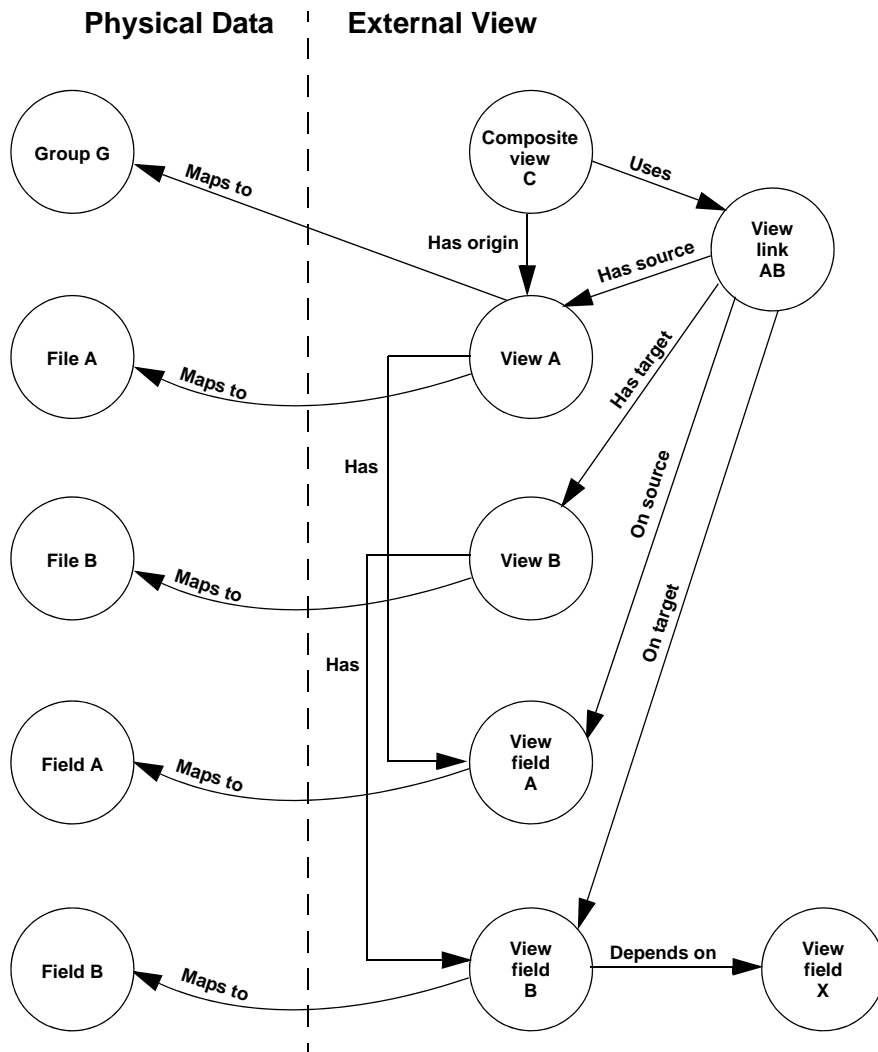 Physical Data
External View
Group G
Maps to
Composite
view
C
Uses
View
link
AB
Has origin
Has source
File A
Maps to
View A
Has target
Has
On source
File B
Maps to
View B
On target
Has
Field A
Maps to
View
field
A
Field B
Maps to
View
field
B
Depends on
View
field
X